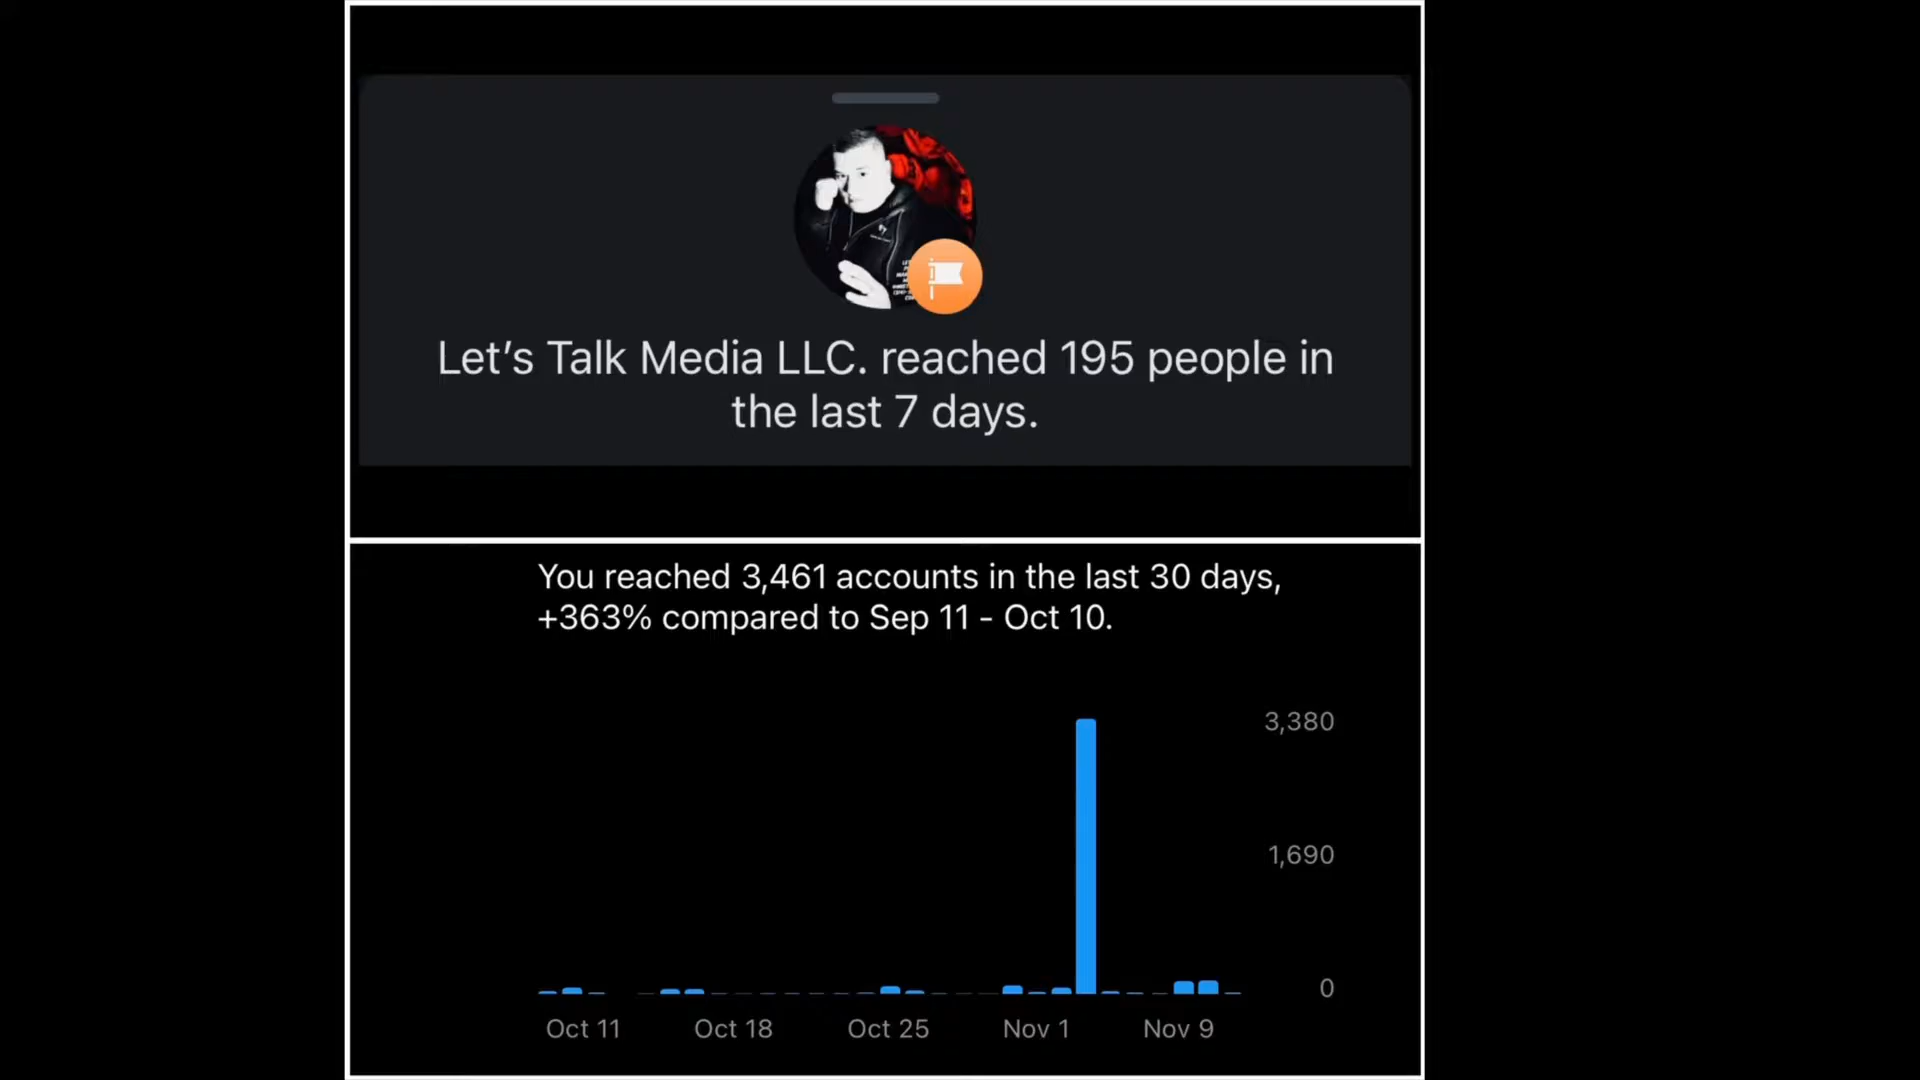 Let's Talk Media LLC. reached 195 people in
the last 7 days.
You reached 3,461 accounts in the last 30 days,
+363% compared to Sep 11 - Oct 10.
3,380
1,690
0
Oct 11
Oct 18
Oct 25
Nov 1
Nov 9